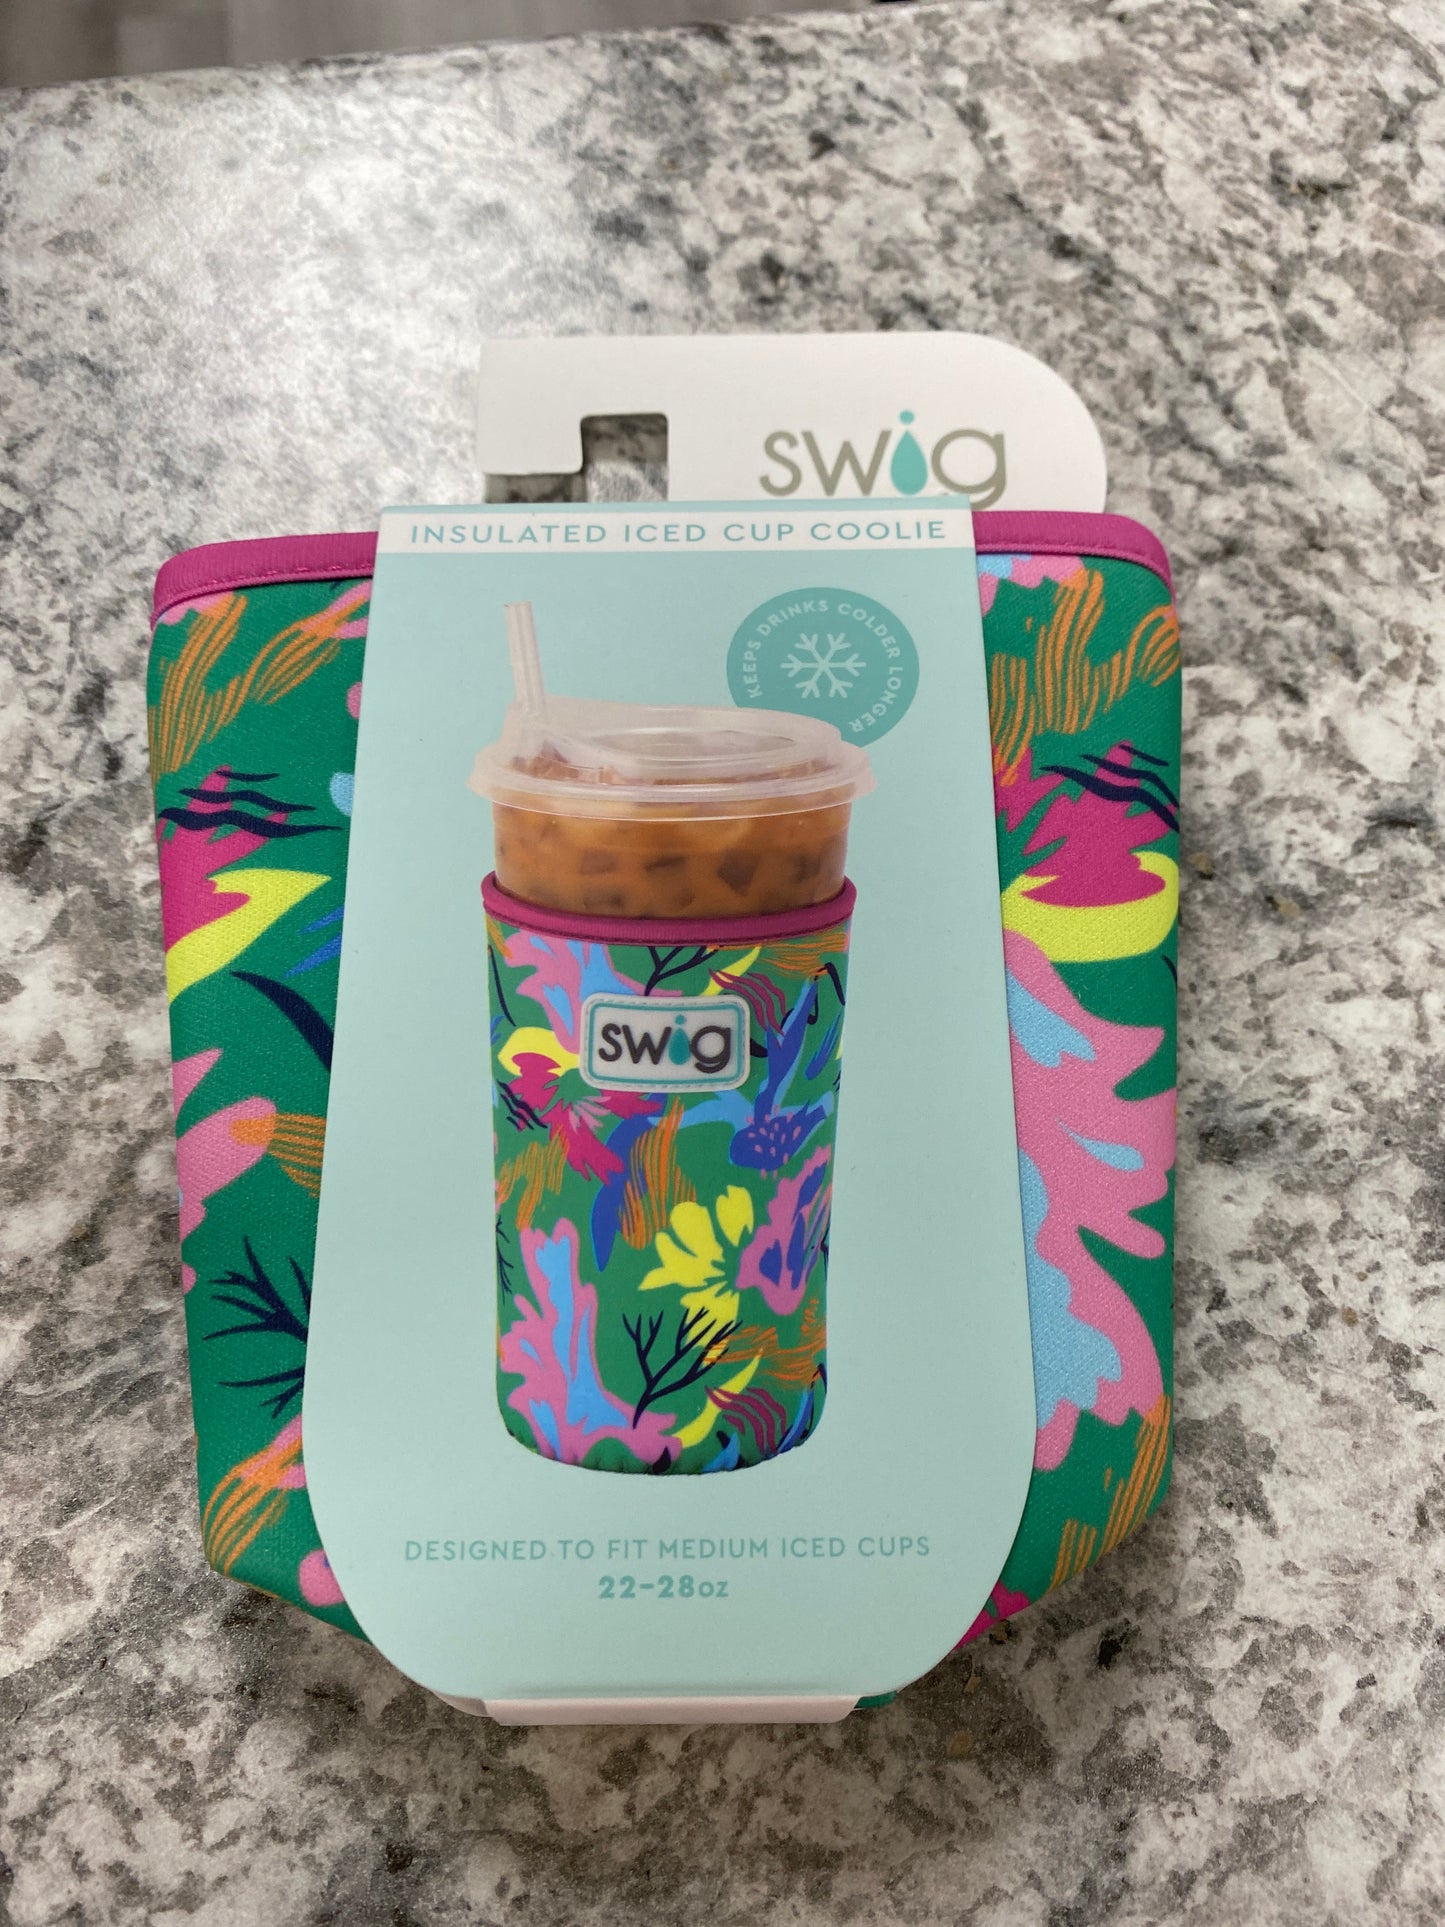 swig
INSULATED ICED CUP COOLIE
KEEPS DRINKS COLDER LONGER
swig
DESIGNED TO FIT MEDIUM ICED CUPS
22-28oz